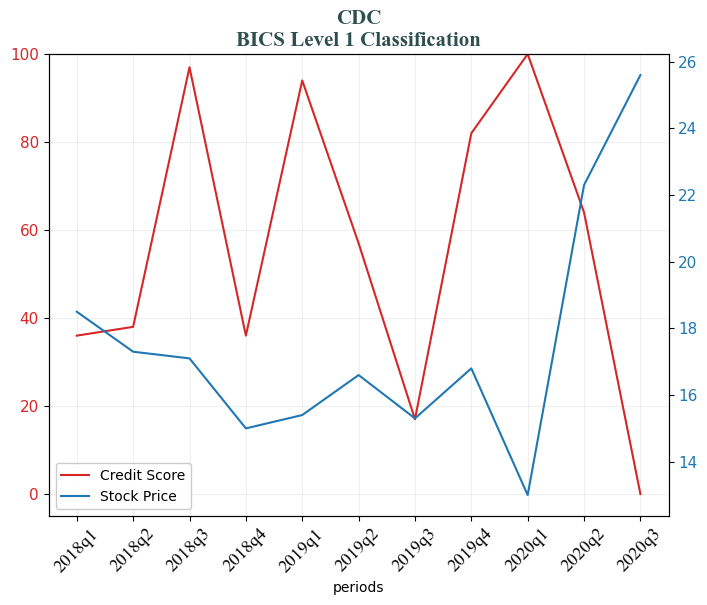 CDC
BICS Level 1 Classification
100
80
60
40
20
0
26
24
22
20
18
16
14
Credit Score
Stock Price
2018q1
2018q2
2018q3
2018q4
2019q1
2019q2
2019q3
2019q4
2020q1
2020q2
2020q3
periods